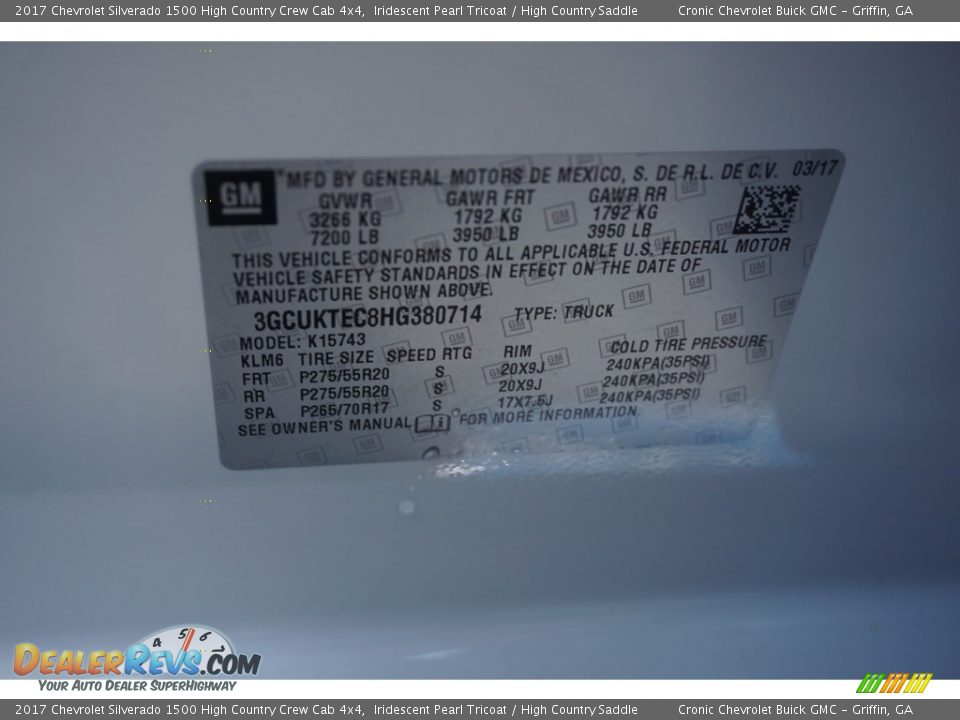 2017 Chevrolet Silverado 1500 High Country Crew Cab 4x4, Iridescent Pearl Tricoat / High Country Saddle Cronic Chevrolet Buick GMC – Griffin, GA
GM MFD BY GENERAL MOTORS DE MEXICO, S. DE R.L. DE C.V. 03/17
GVWR GAWR FRT GAWR RR
3266 KG 1792 KG 1792 KG
7200 LB 3950 LB 3950 LB
THIS VEHICLE CONFORMS TO ALL APPLICABLE U.S. FEDERAL MOTOR
VEHICLE SAFETY STANDARDS IN EFFECT ON THE DATE OF
MANUFACTURE SHOWN ABOVE.
3GCUKTEC8HG380714 TYPE: TRUCK
MODEL: K15743
KLM6 TIRE SIZE SPEED RTG RIM COLD TIRE PRESSURE
FRT P275/55R20 S 20X9J 240KPA(35PSI)
RR P275/55R20 S 20X9J 240KPA(35PSI)
SPA P265/70R17 S 17X7.5J 240KPA(35PSI)
SEE OWNER'S MANUAL FOR MORE INFORMATION
4 5 6 7
DEALERREVS.COM
YOUR AUTO DEALER SUPERHIGHWAY
2017 Chevrolet Silverado 1500 High Country Crew Cab 4x4, Iridescent Pearl Tricoat / High Country Saddle Cronic Chevrolet Buick GMC – Griffin, GA